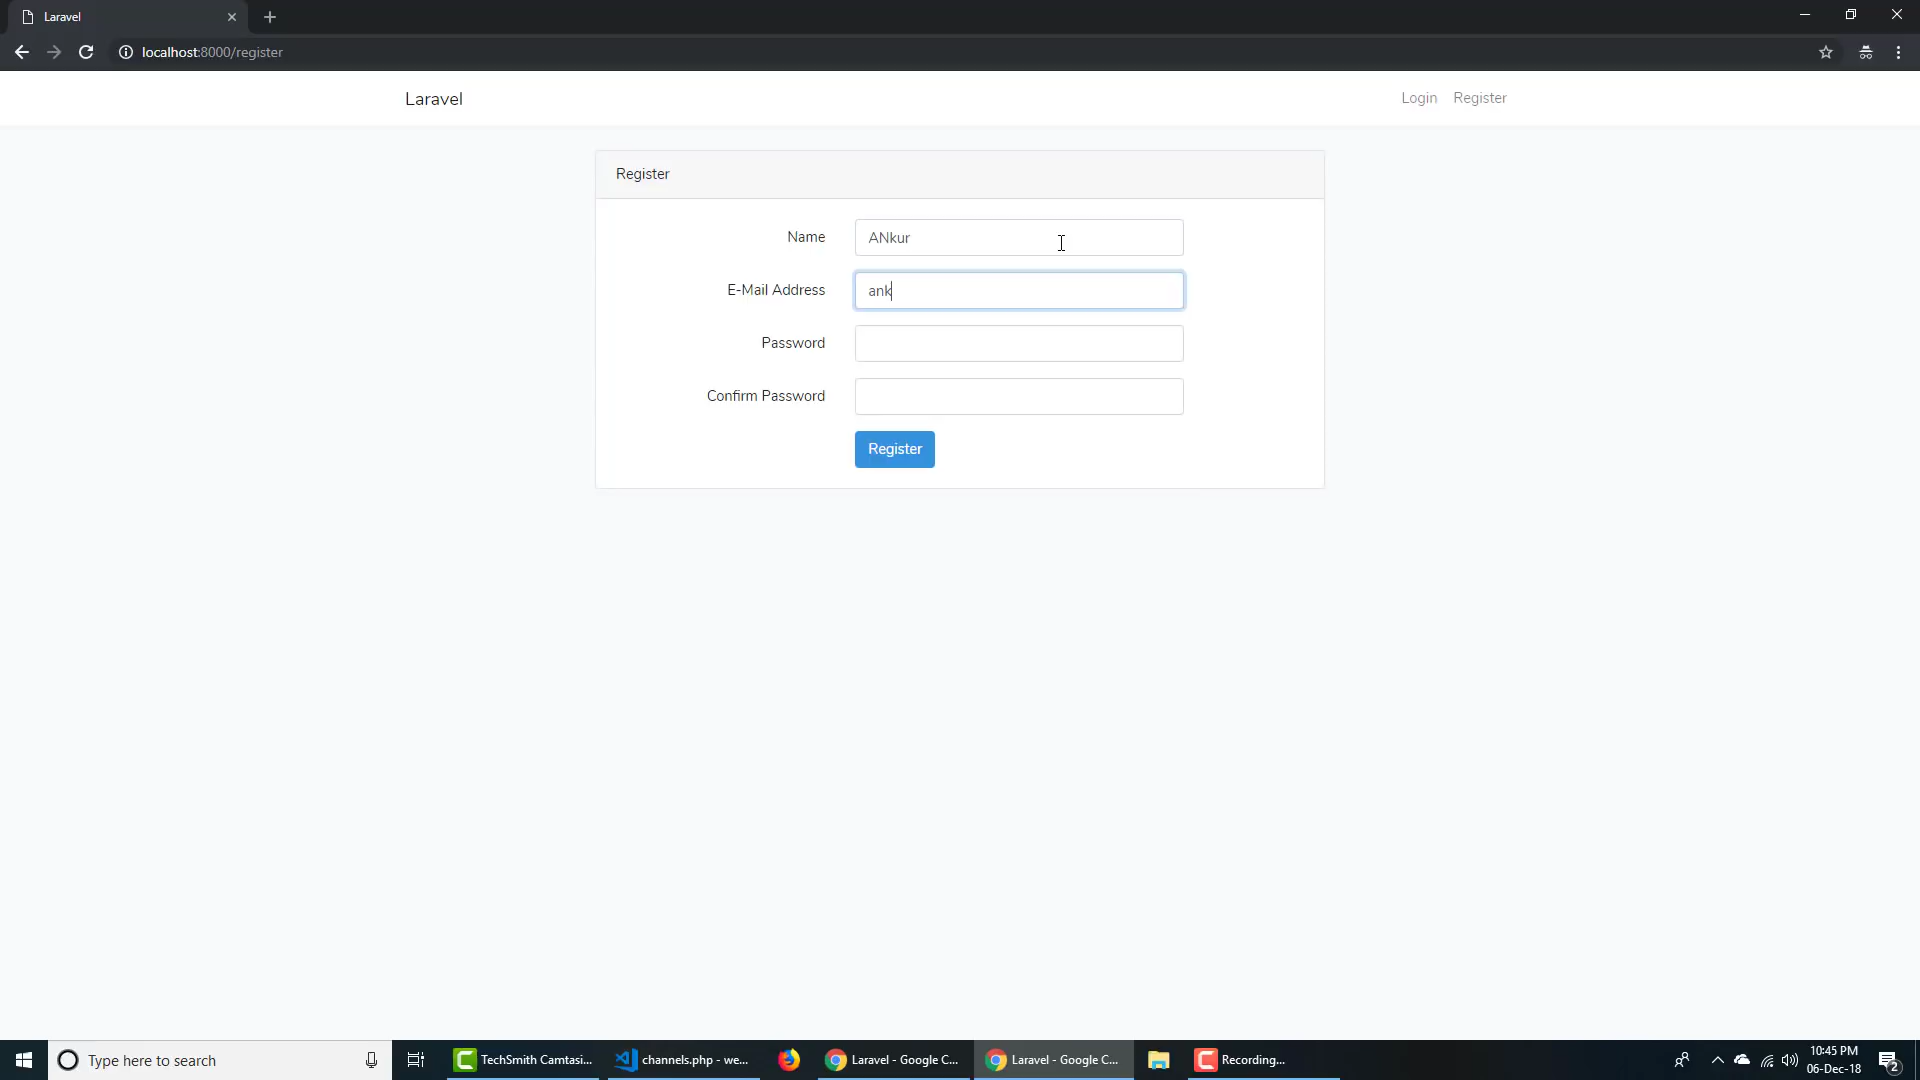 Laravel
localhost:8000/register
Laravel
Login Register
Register
Name
ANkur
E-Mail Address
ank
Password
Confirm Password
Register
Type here to search
TechSmith Camtasi...
channels.php - we...
Laravel - Google C...
Laravel - Google C...
Recording...
10:45 PM
06-Dec-18
2